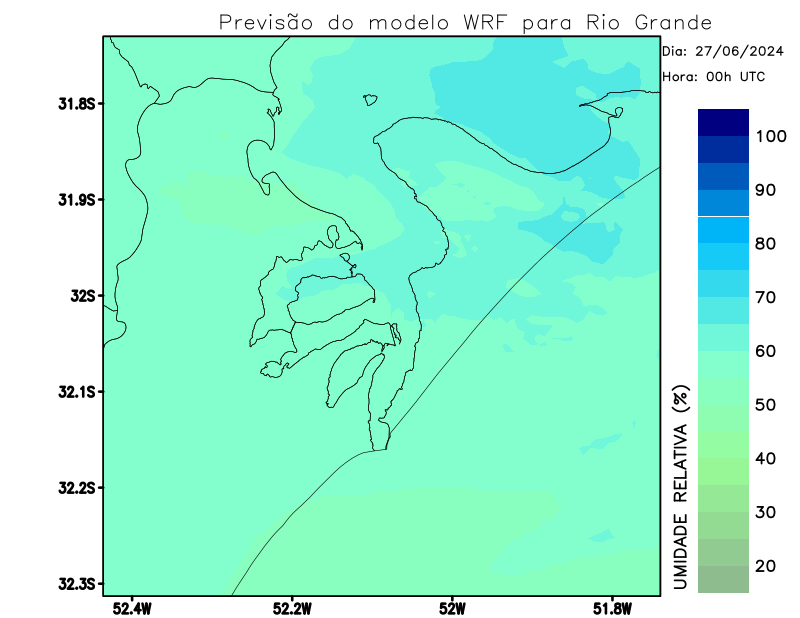 Previsão do modelo WRF para Rio Grande
Dia: 27/06/2024
Hora: 00h UTC
31.8S
31.9S
32S
32.1S
32.2S
32.3S
52.4W
52.2W
52W
51.8W
UMIDADE RELATIVA (%)
100
90
80
70
60
50
40
30
20